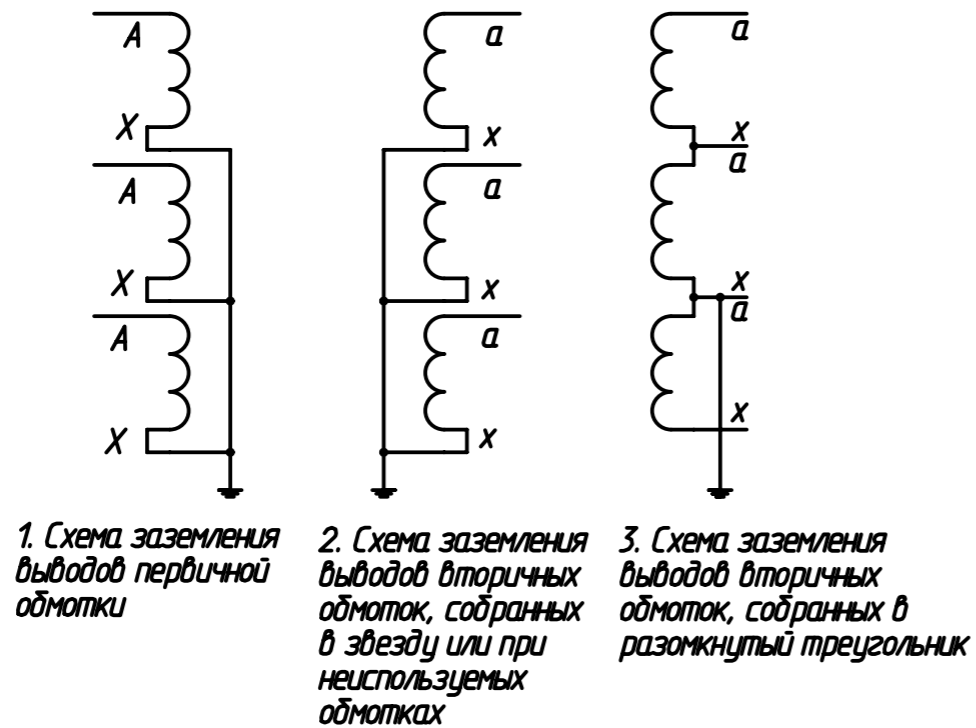 A
X
A
X
A
X
a
x
a
x
a
x
a
x
a
x
a
x
1. Схема заземления
выводов первичной
обмотки
2. Схема заземления
выводов вторичных
обмоток, собранных
в звезду или при
неиспользуемых
обмотках
3. Схема заземления
выводов вторичных
обмоток, собранных в
разомкнутый треугольник